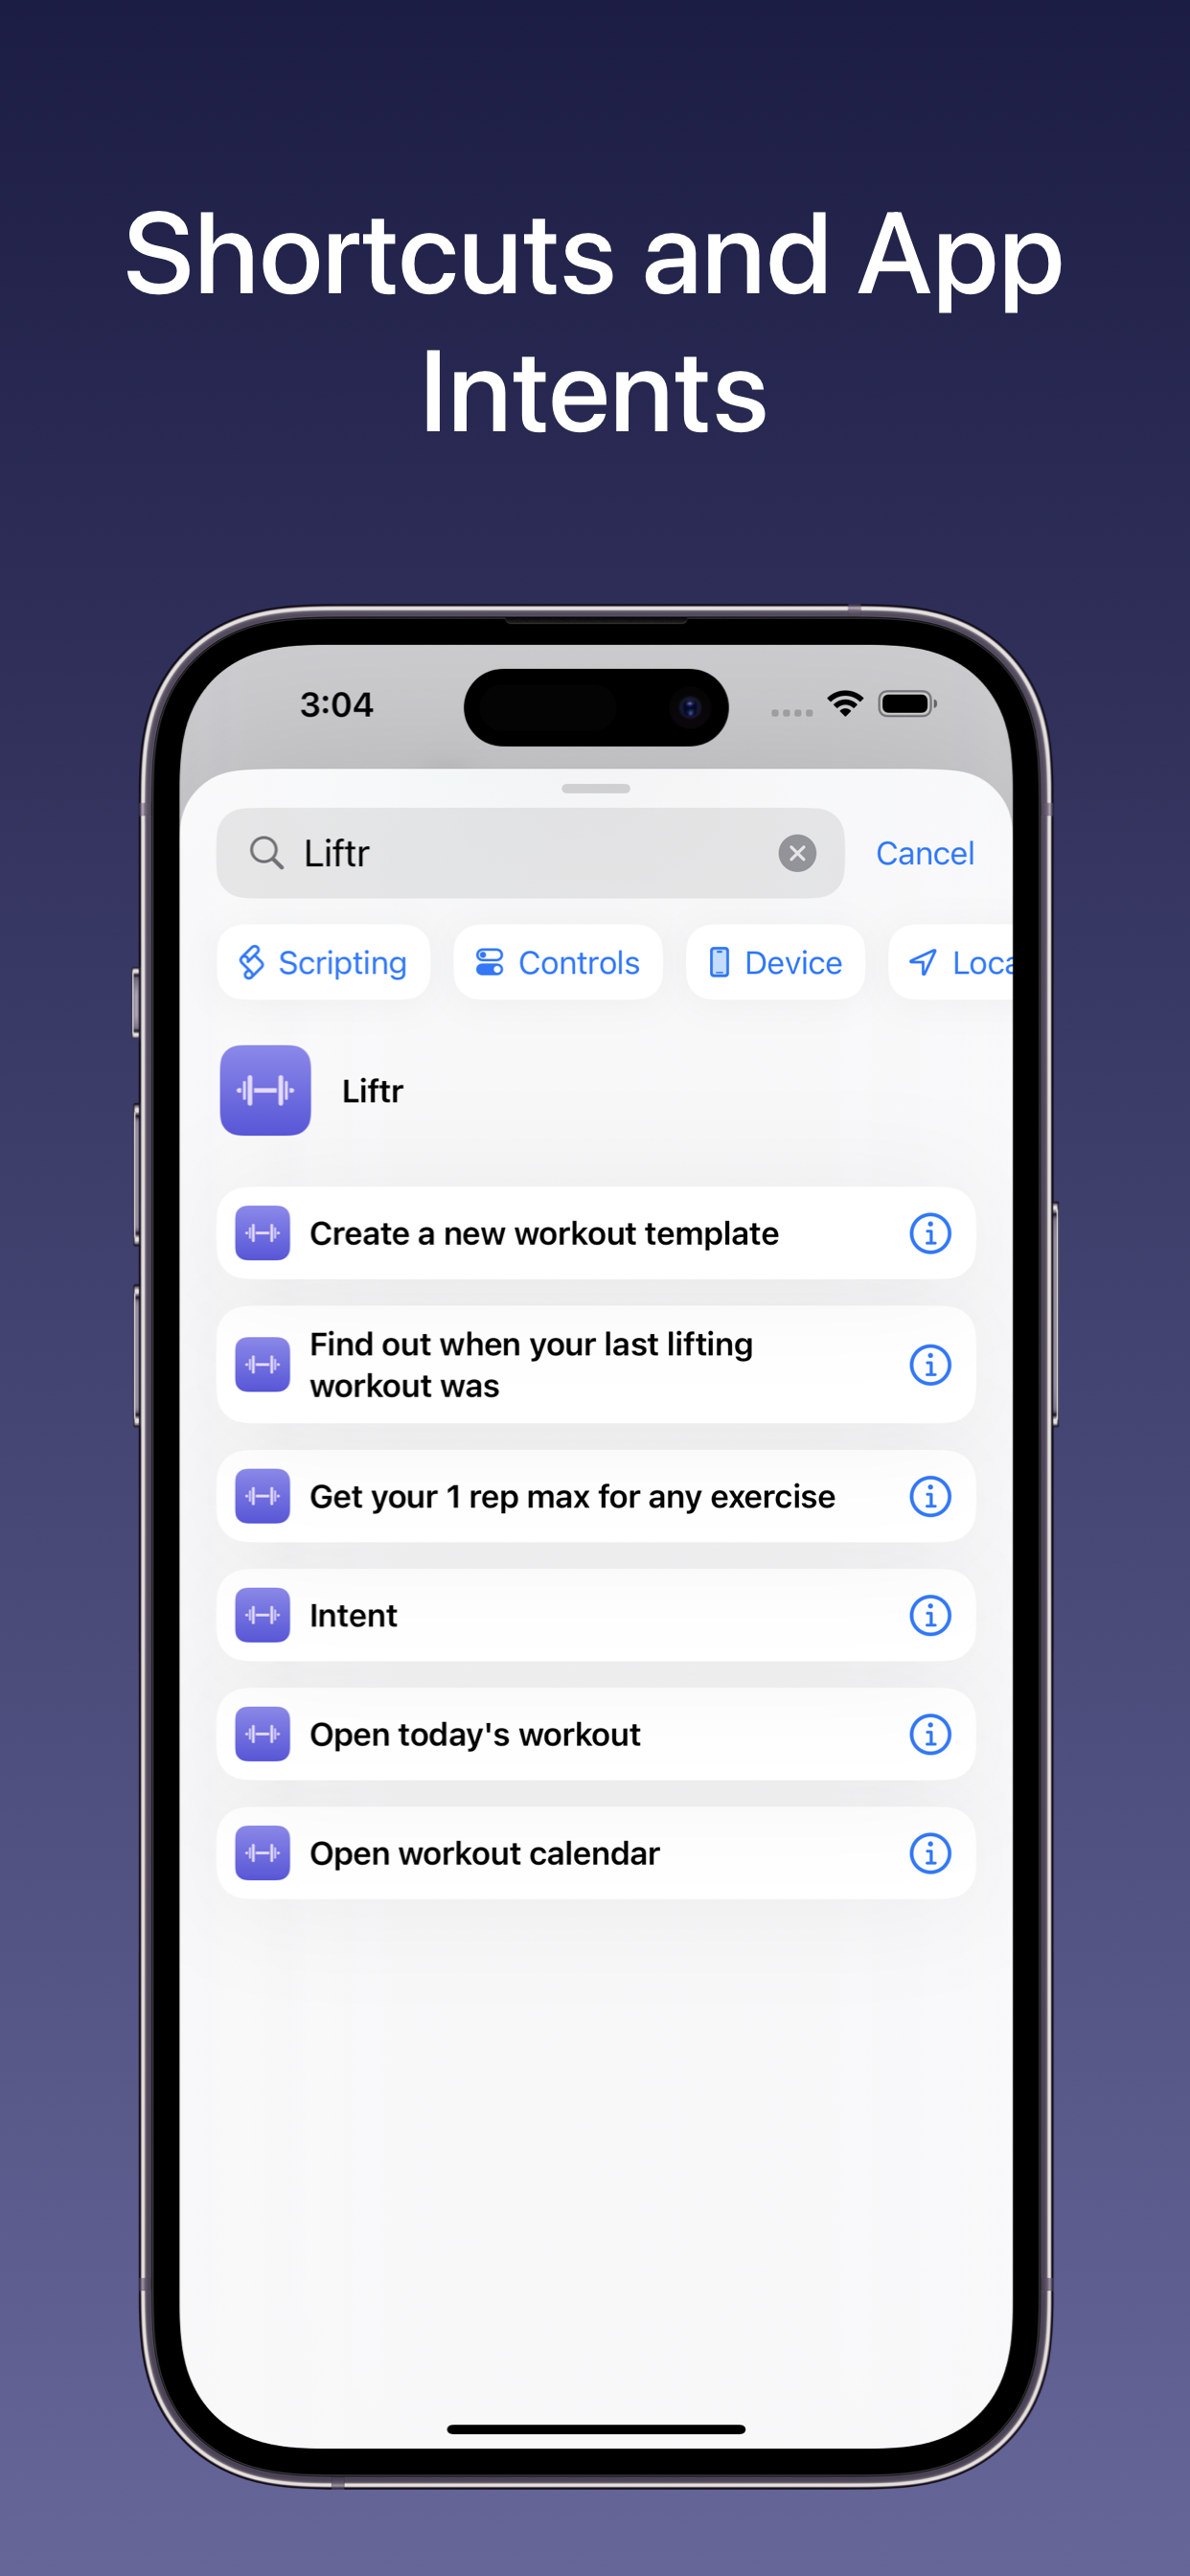 Shortcuts and App
Intents
3:04
Liftr
Cancel
Scripting
Controls
Device
Loca
Liftr
Create a new workout template
Find out when your last lifting
workout was
Get your 1 rep max for any exercise
Intent
Open today's workout
Open workout calendar